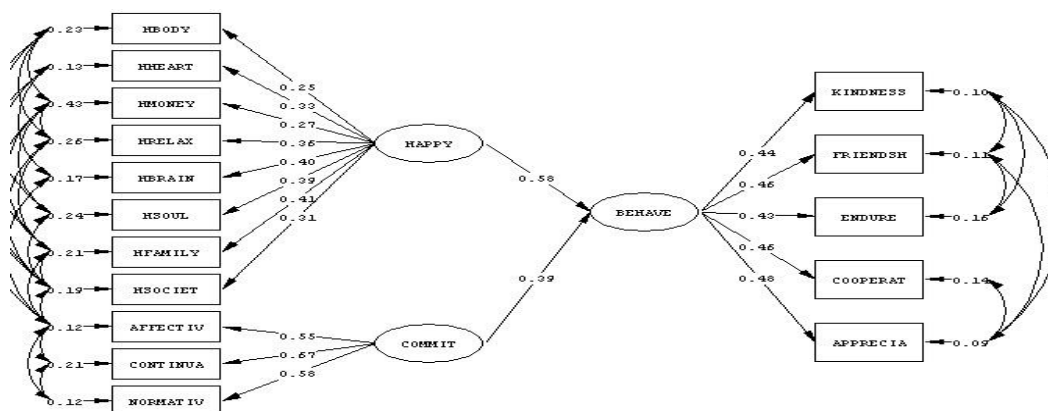 0.23 HBODY
0.13 HHEART
0.43 HMONEY
0.26 HRELAX
0.17 HBRAIN
0.24 HSOUL
0.21 HFAMILY
0.19 HSOCIET
0.12 AFFECTIV
0.21 CONTINUA
0.12 NORMATIV
0.25
0.33
0.27
0.36
0.40
0.39
0.41
0.31
HAPPY
0.55
0.67
0.58
COMMIT
0.58
0.39
BEHAVE
0.44
0.46
0.43
0.46
0.48
KINDNESS 0.10
FRIENDSH 0.11
ENDURE 0.16
COOPERAT 0.14
APPRECIA 0.09